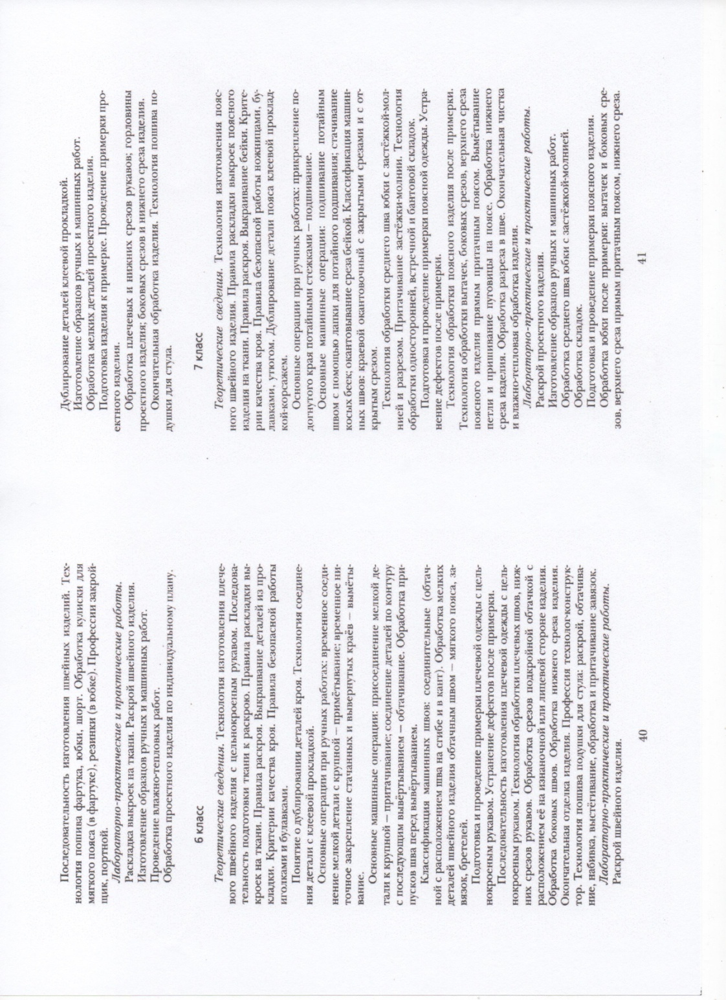 Последовательность изготовления швейных изделий. Тех-
нология пошива фартука, юбки, шорт. Обработка кулиски для
мягкого пояса (в фартуке), резинки (в юбке). Профессии закрой-
щик, портной.
Лабораторно-практические и практические работы.
Раскладка выкроек на ткани. Раскрой швейного изделия.
Изготовление образцов ручных и машинных работ.
Проведение влажно-тепловых работ.
Обработка проектного изделия по индивидуальному плану.
6 класс
Теоретические сведения. Технология изготовления плече-
вого швейного изделия с цельнокроеным рукавом. Последова-
тельность подготовки ткани к раскрою. Правила раскладки вы-
кроек на ткани. Правила раскроя. Выкраивание деталей из про-
кладки. Критерии качества кроя. Правила безопасной работы
иголками и булавками.
Понятие о дублировании деталей кроя. Технология соедине-
ния детали с клеевой прокладкой.
Основные операции при ручных работах: временное соеди-
нение мелкой детали с крупной – примётывание; временное ни-
точное закрепление стачанных и вывернутых краёв – вымéты-
вание.
Основные машинные операции: присоединение мелкой де-
тали к крупной – притачивание; соединение деталей по контуру
с последующим вывёртыванием – обтачивание. Обработка при-
пусков шва перед вывёртыванием.
Классификация машинных швов: соединительные (обтач-
ной с расположением шва на сгибе и в кант). Обработка мелких
деталей швейного изделия обтачным швом – мягкого пояса, за-
вязок, бретелей.
Подготовка и проведение примерки плечевой одежды с цель-
нокроеным рукавом. Устранение дефектов после примерки.
Последовательность изготовления плечевой одежды с цель-
нокроеным рукавом. Технология обработки плечевых швов, ниж-
них срезов рукавов. Обработка срезов подкройной обтачкой с
расположением её на изнаночной или лицевой стороне изделия.
Обработка боковых швов. Обработка нижнего среза изделия.
Окончательная отделка изделия. Профессия технолог-конструк-
тор. Технология пошива подушки для стула: раскрой, обтачива-
ние, набивка, выстёгивание, обработка и притачивание завязок.
Лабораторно-практические и практические работы.
Раскрой швейного изделия.
40
Дублирование деталей клеевой прокладкой.
Изготовление образцов ручных и машинных работ.
Обработка мелких деталей проектного изделия.
Подготовка изделия к примерке. Проведение примерки про-
ектного изделия.
Обработка плечевых и нижних срезов рукавов; горловины
проектного изделия; боковых срезов и нижнего среза изделия.
Окончательная обработка изделия. Технология пошива по-
душки для стула.
7 класс
Теоретические сведения. Технология изготовления пояс-
ного швейного изделия. Правила раскладки выкроек поясного
изделия на ткани. Правила раскроя. Выкраивание бейки. Крите-
рии качества кроя. Правила безопасной работы ножницами, бу-
лавками, утюгом. Дублирование детали пояса клеевой проклад-
кой-корсажем.
Основные операции при ручных работах: прикрепление по-
догнутого края потайными стежками – подшивание.
Основные машинные операции: подшивание потайным
швом с помощью лапки для потайного подшивания; стачивание
косых беек; окантовывание среза бейкой. Классификация машин-
ных швов: краевой окантовочный с закрытыми срезами и с от-
крытым срезом.
Технология обработки среднего шва юбки с застёжкой-мол-
нией и разрезом. Притачивание застёжки-молнии. Технология
обработки односторонней, встречной и бантовой складок.
Подготовка и проведение примерки поясной одежды. Устра-
нение дефектов после примерки.
Технология обработки поясного изделия после примерки.
Технология обработки вытачек, боковых срезов, верхнего среза
поясного изделия прямым притачным поясом. Вымётывание
петли и пришивание пуговицы на поясе. Обработка нижнего
среза изделия. Обработка разреза в шве. Окончательная чистка
и влажно-тепловая обработка изделия.
Лабораторно-практические и практические работы.
Раскрой проектного изделия.
Изготовление образцов ручных и машинных работ.
Обработка среднего шва юбки с застёжкой-молнией.
Обработка складок.
Подготовка и проведение примерки поясного изделия.
Обработка юбки после примерки: вытачек и боковых сре-
зов, верхнего среза прямым притачным поясом, нижнего среза.
41